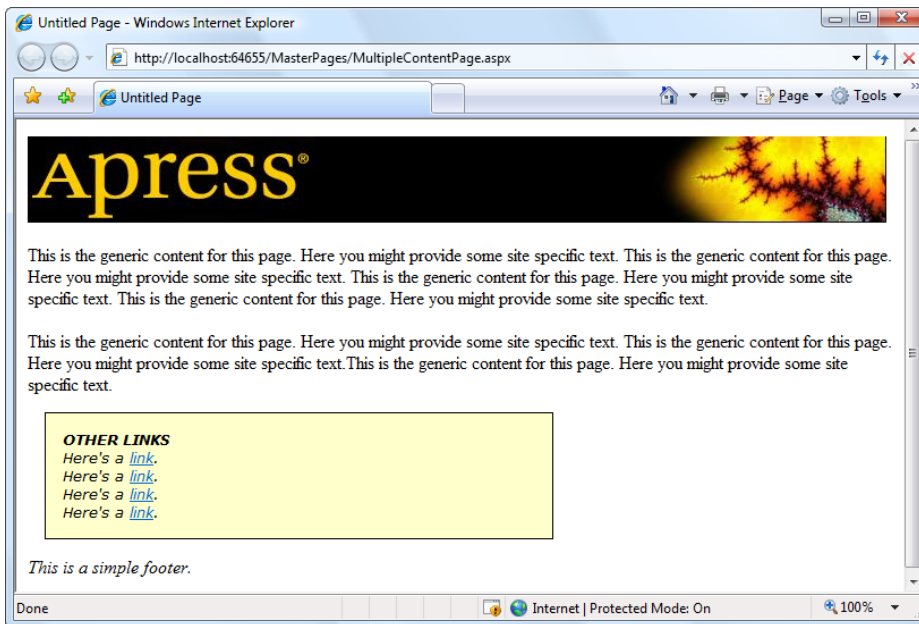 Untitled Page - Windows Internet Explorer
http://localhost:64655/MasterPages/MultipleContentPage.aspx
Untitled Page
Page
Tools
Apress®
This is the generic content for this page. Here you might provide some site specific text. This is the generic content for this page.
Here you might provide some site specific text. This is the generic content for this page. Here you might provide some site
specific text. This is the generic content for this page. Here you might provide some site specific text.
This is the generic content for this page. Here you might provide some site specific text. This is the generic content for this page.
Here you might provide some site specific text.This is the generic content for this page. Here you might provide some site
specific text.
OTHER LINKS
Here's a link.
Here's a link.
Here's a link.
Here's a link.
This is a simple footer.
Done
Internet | Protected Mode: On
100%